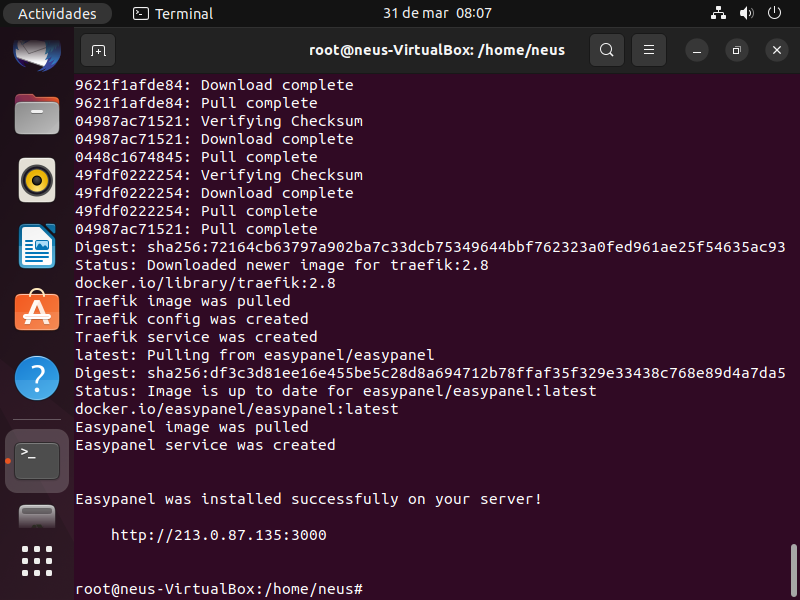 Actividades
Terminal
31 de mar 08:07
root@neus-VirtualBox: /home/neus
9621f1afde84: Download complete
9621f1afde84: Pull complete
04987ac71521: Verifying Checksum
04987ac71521: Download complete
0448c1674845: Pull complete
49fdf0222254: Verifying Checksum
49fdf0222254: Download complete
49fdf0222254: Pull complete
04987ac71521: Pull complete
Digest: sha256:72164cb63797a902ba7c33dcb75349644bbf762323a0fed961ae25f54635ac93
Status: Downloaded newer image for traefik:2.8
docker.io/library/traefik:2.8
Traefik image was pulled
Traefik config was created
Traefik service was created
latest: Pulling from easypanel/easypanel
Digest: sha256:df3c3d81ee16e455be5c28d8a694712b78ffaf35f329e33438c768e89d4a7da5
Status: Image is up to date for easypanel/easypanel:latest
docker.io/easypanel/easypanel:latest
Easypanel image was pulled
Easypanel service was created
Easypanel was installed successfully on your server!
http://213.0.87.135:3000
root@neus-VirtualBox:/home/neus#